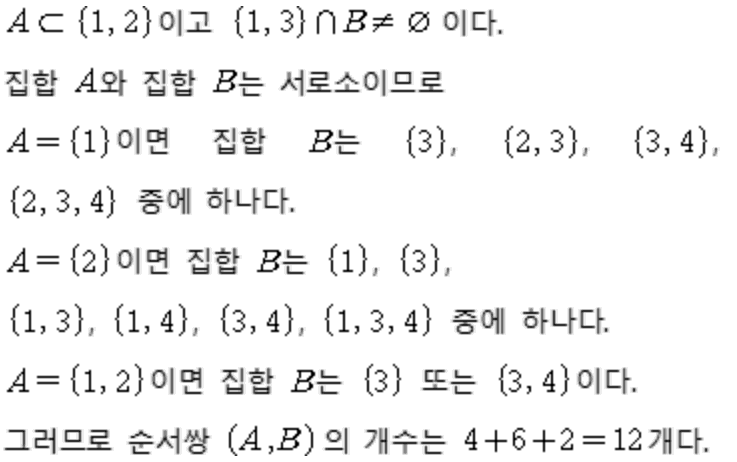 A⊂{1, 2}이고 {1, 3}∩B≠∅ 이다.
집합 A와 집합 B는 서로소이므로
A={1}이면 집합 B는 {3}, {2, 3}, {3, 4},
{2, 3, 4} 중에 하나다.
A={2}이면 집합 B는 {1}, {3},
{1, 3}, {1, 4}, {3, 4}, {1, 3, 4} 중에 하나다.
A={1, 2}이면 집합 B는 {3} 또는 {3, 4}이다.
그러므로 순서쌍 (A,B)의 개수는 4+6+2=12개다.